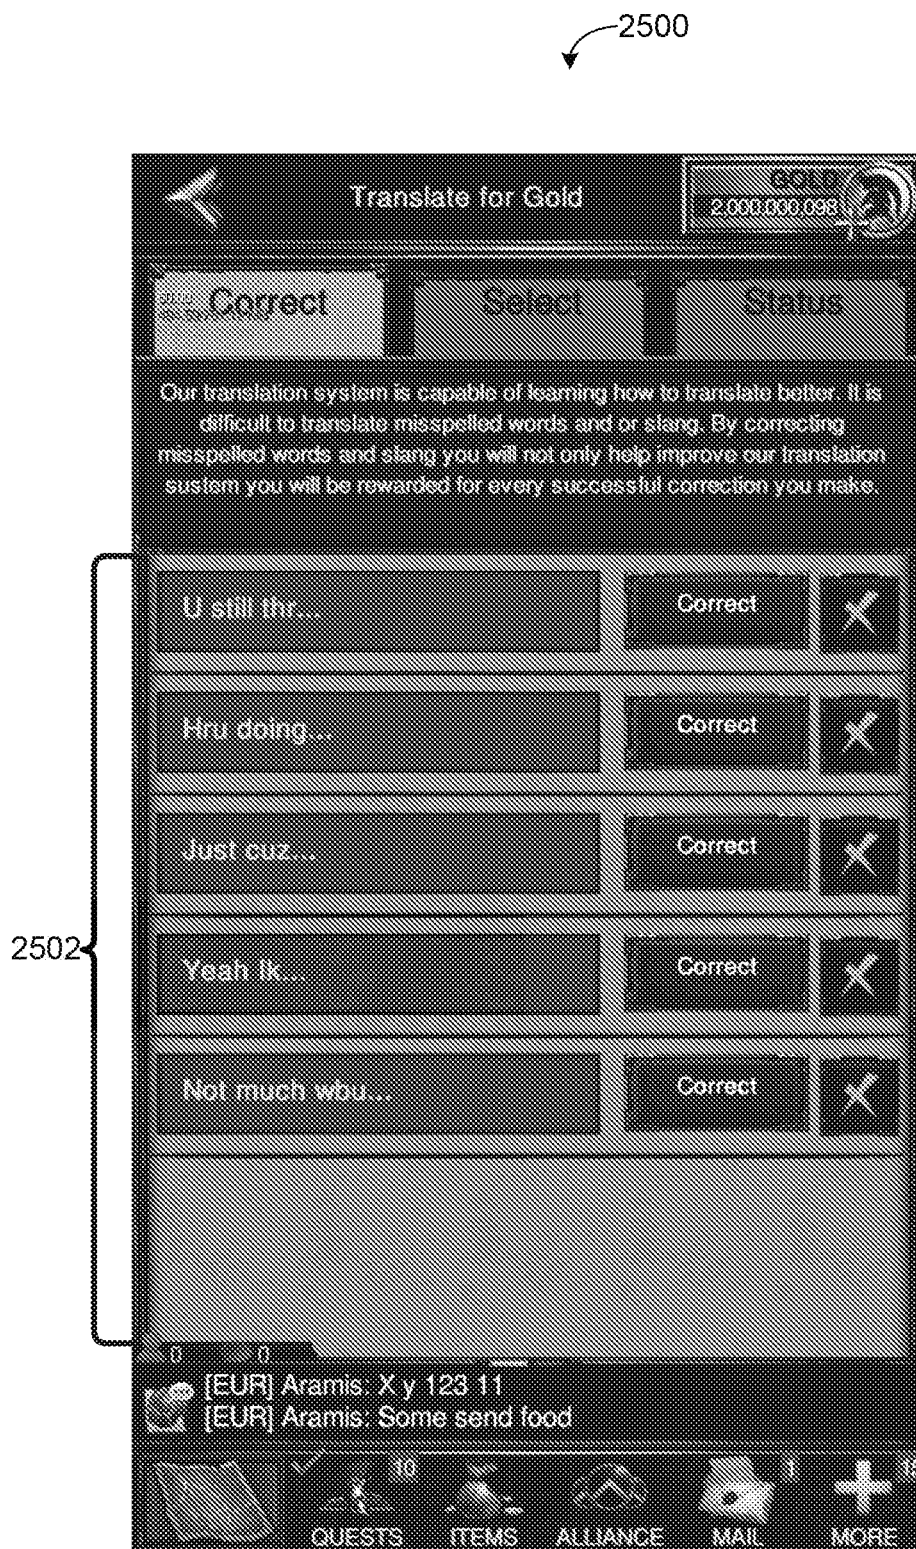 2500
Translate for Gold
GOLD
2,000,000,098
Correct
Select
Status
Our translation system is capable of learning how to translate better. It is
difficult to translate misspelled words and or slang. By correcting
misspelled words and slang you will not only help improve our translation
sustem you will be rewarded for every successful correction you make.
2502
U still thr...
Correct
Hru doing...
Correct
Just cuz...
Correct
Yeah Ik...
Correct
Not much wbu...
Correct
0 0
[EUR] Aramis: X y 123 11
[EUR] Aramis: Some send food
10 1
QUESTS ITEMS ALLIANCE MAIL MORE